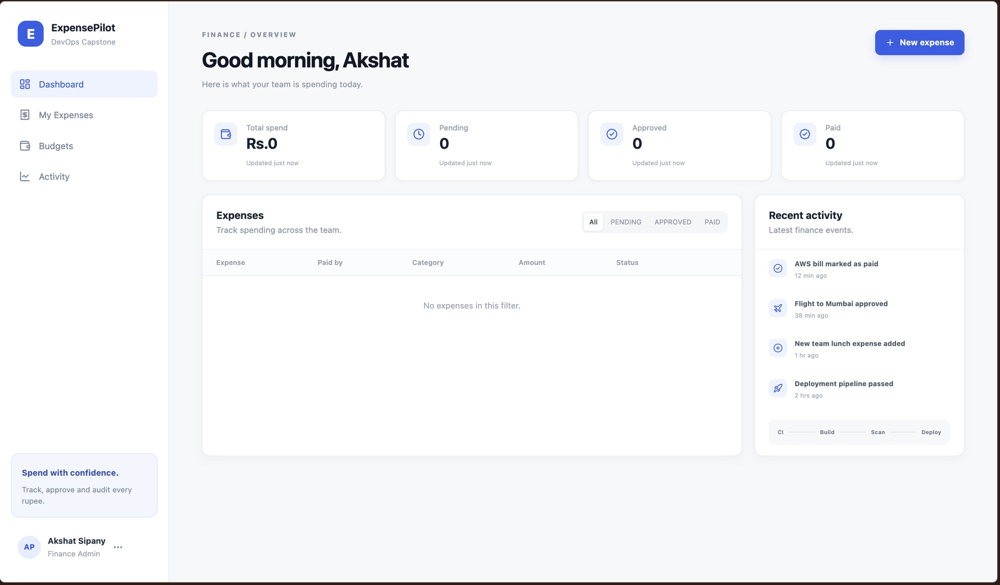 E
ExpensePilot
DevOps Capstone
Dashboard
My Expenses
Budgets
Activity
Spend with confidence.
Track, approve and audit every
rupee.
AP
Akshat Sipany
Finance Admin
FINANCE / OVERVIEW
Good morning, Akshat
Here is what your team is spending today.
+ New expense
Total spend
Rs.0
Updated just now
Pending
0
Updated just now
Approved
0
Updated just now
Paid
0
Updated just now
Expenses
Track spending across the team.
All PENDING APPROVED PAID
Expense Paid by Category Amount Status
No expenses in this filter.
Recent activity
Latest finance events.
AWS bill marked as paid
12 min ago
Flight to Mumbai approved
38 min ago
New team lunch expense added
1 hr ago
Deployment pipeline passed
2 hrs ago
CI Build Scan Deploy